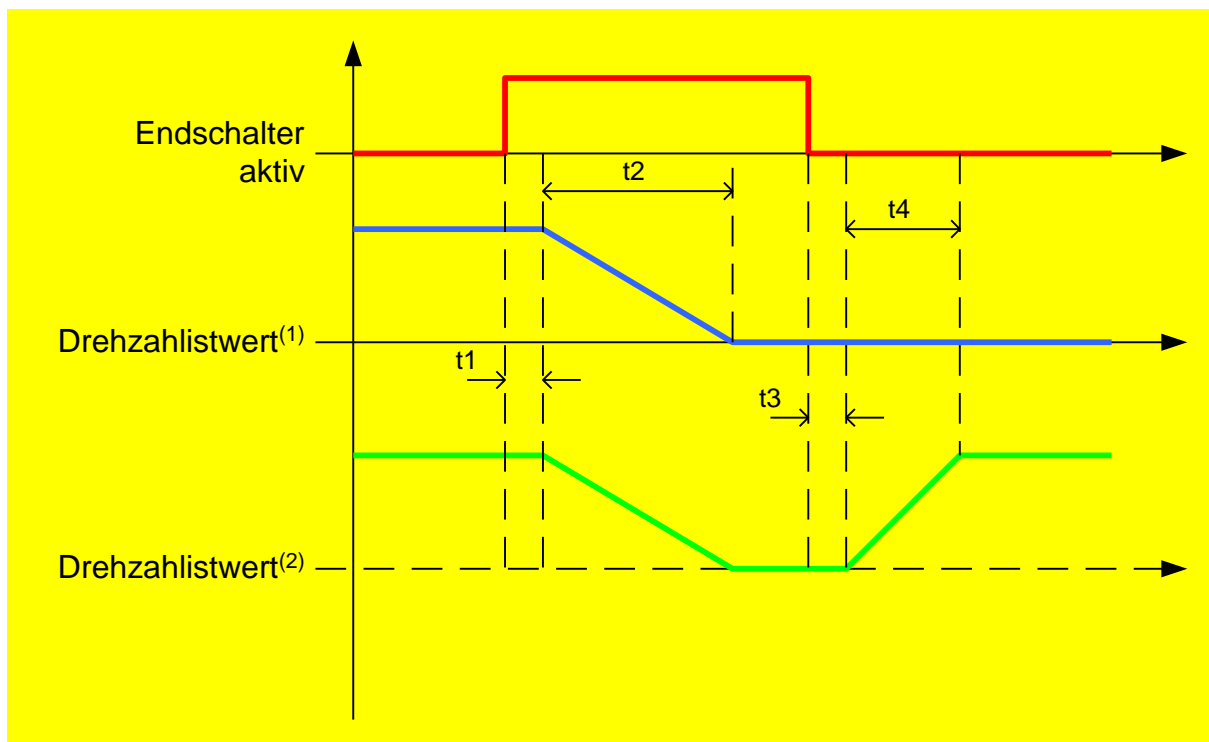 Endschalter
aktiv
t2
t4
Drehzahlistwert(1)
t1
t3
Drehzahlistwert(2)